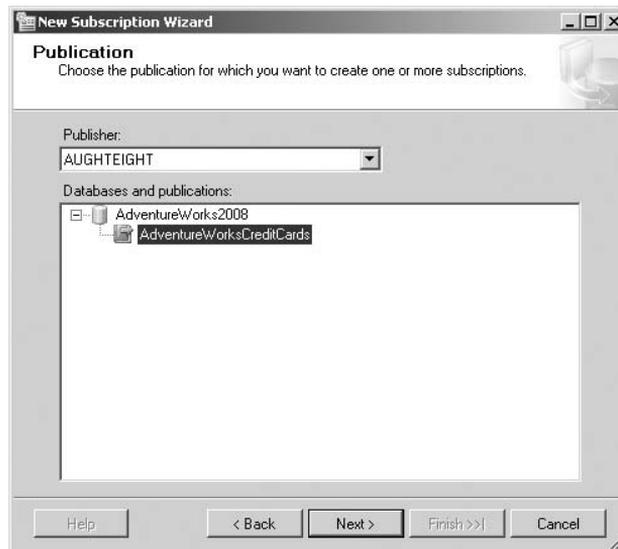 New Subscription Wizard
Publication
Choose the publication for which you want to create one or more subscriptions.
Publisher:
AUGHTEIGHT
Databases and publications:
AdventureWorks2008
AdventureWorksCreditCards
Help
< Back
Next >
Finish >>|
Cancel